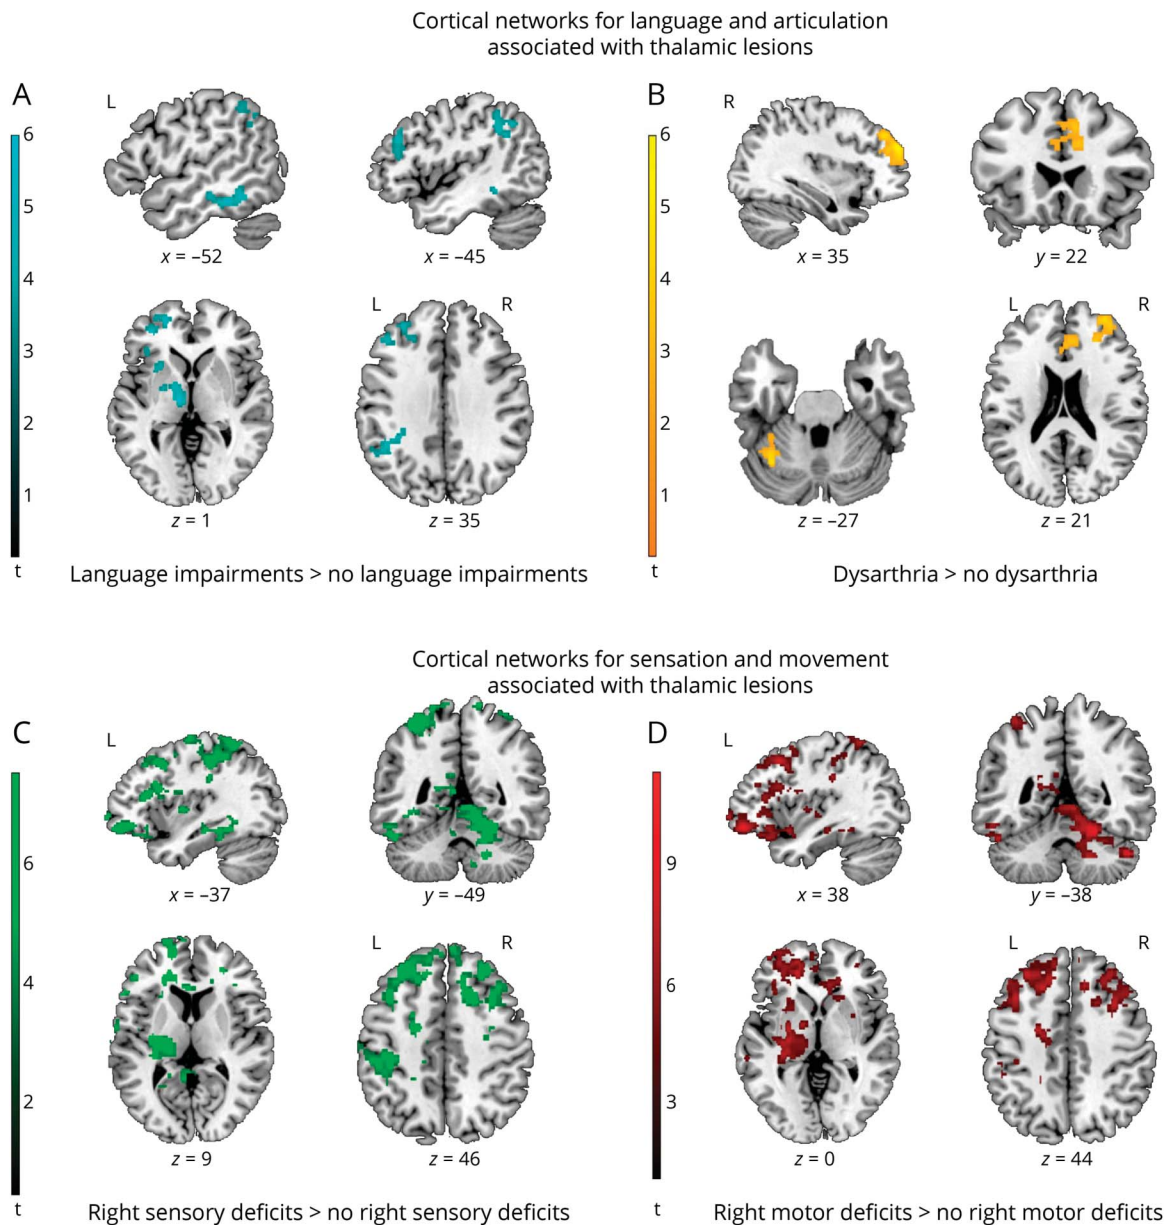 Cortical networks for language and articulation
associated with thalamic lesions
A
L
6
5
4
3
2
1
t
x = –52
x = –45
L
R
z = 1
z = 35
Language impairments > no language impairments
B
R
6
5
4
3
2
1
t
x = 35
y = 22
L
R
z = –27
z = 21
Dysarthria > no dysarthria
Cortical networks for sensation and movement
associated with thalamic lesions
C
L
6
4
2
t
x = –37
y = –49
L
R
z = 9
z = 46
Right sensory deficits > no right sensory deficits
D
L
9
6
3
t
x = 38
y = –38
L
R
z = 0
z = 44
Right motor deficits > no right motor deficits